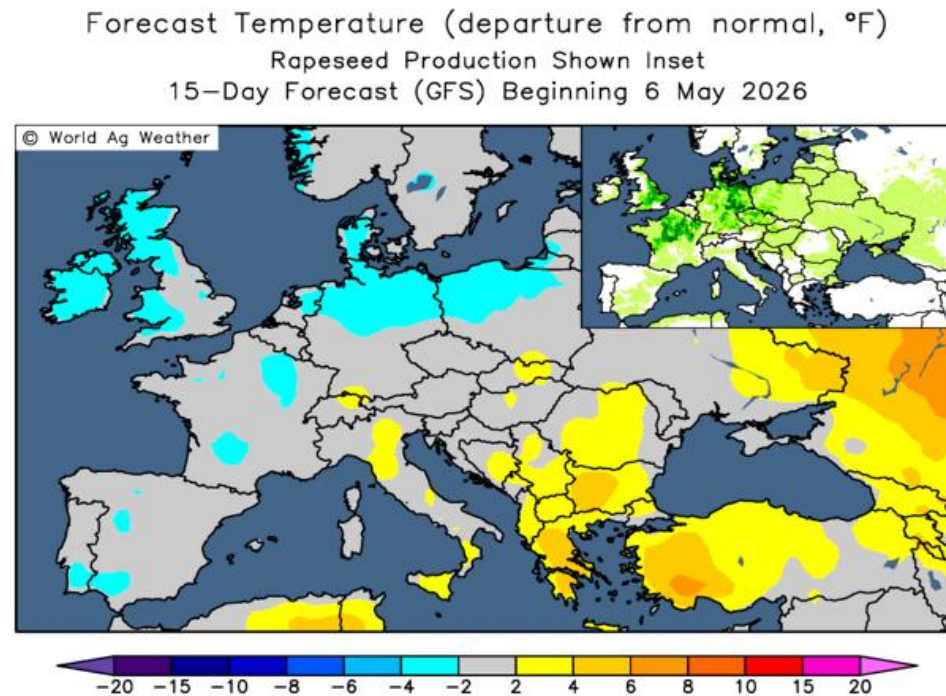 Forecast Temperature (departure from normal, °F)
Rapeseed Production Shown Inset
15-Day Forecast (GFS) Beginning 6 May 2026
© World Ag Weather
-20 -15 -10 -8 -6 -4 -2 2 4 6 8 10 15 20